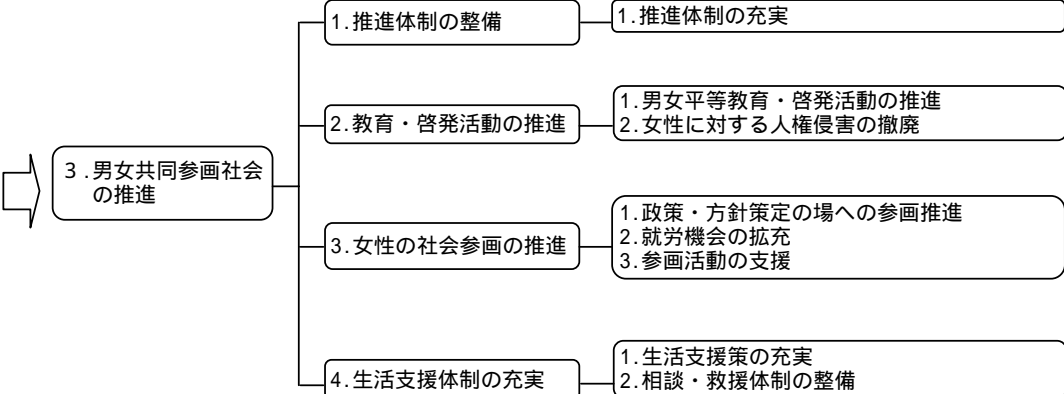 3.男女共同参画社会
の推進
1.推進体制の整備
1.推進体制の充実
2.教育・啓発活動の推進
1.男女平等教育・啓発活動の推進
2.女性に対する人権侵害の撤廃
3.女性の社会参画の推進
1.政策・方針策定の場への参画推進
2.就労機会の拡充
3.参画活動の支援
4.生活支援体制の充実
1.生活支援策の充実
2.相談・救援体制の整備